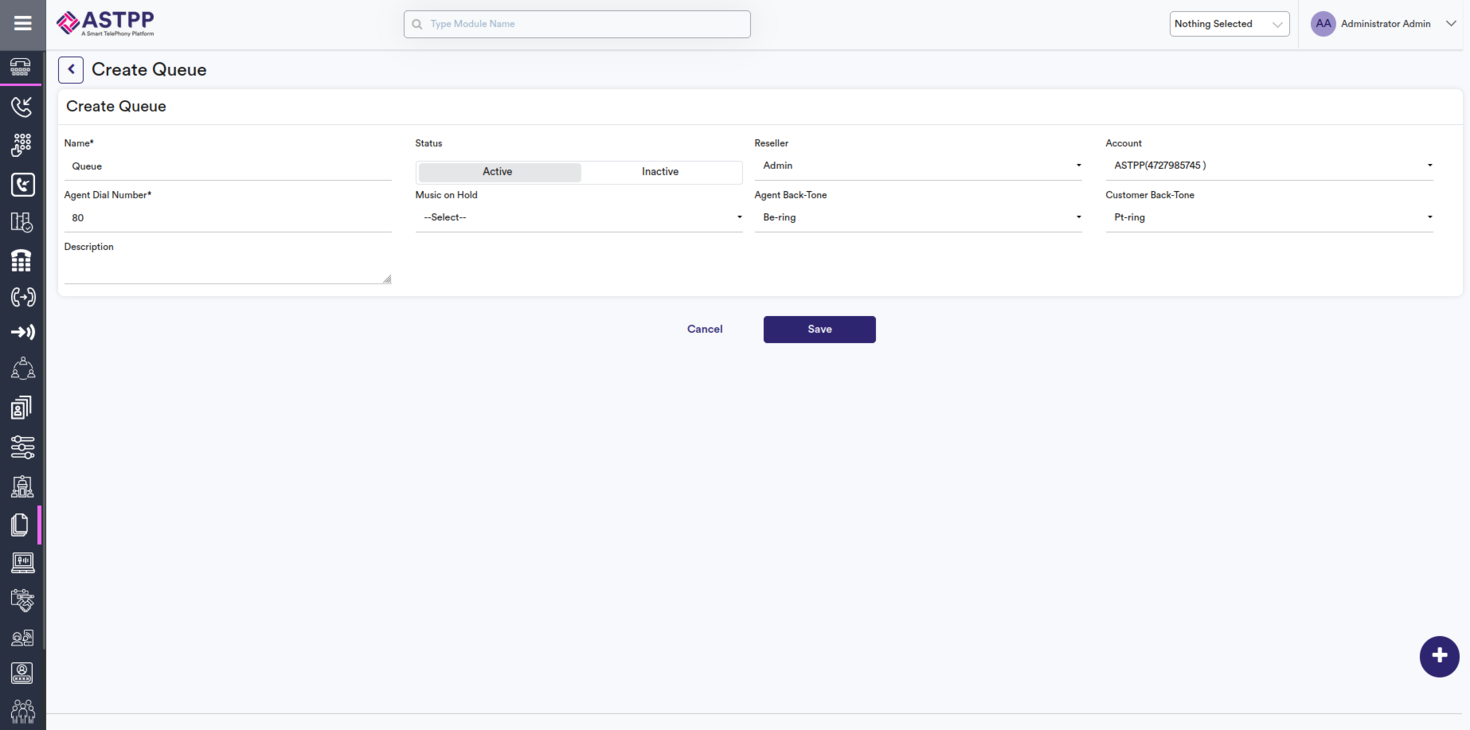 ASTPP
A Smart TelePhony Platform
Type Module Name
Nothing Selected
AA
Administrator Admin
Create Queue
Create Queue
Name*
Status
Reseller
Account
Queue
Active
Inactive
Admin
ASTPP(4727985745 )
Agent Dial Number*
Music on Hold
Agent Back-Tone
Customer Back-Tone
80
--Select--
Be-ring
Pt-ring
Description
Cancel
Save